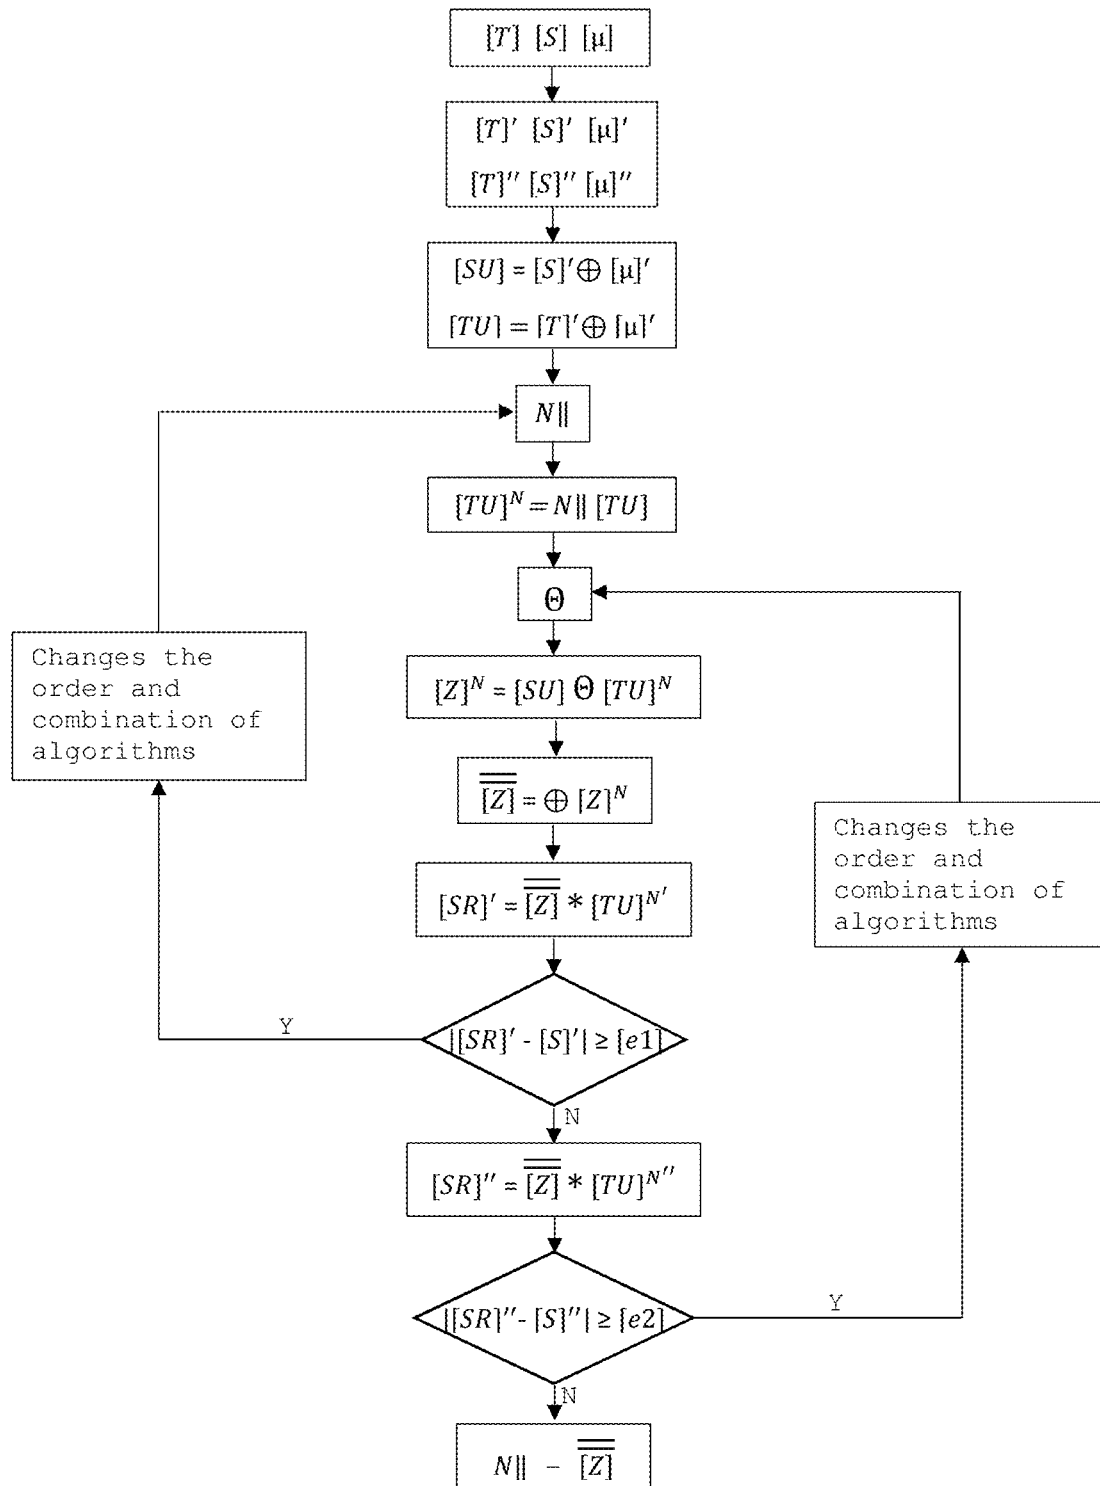 [T] [S] [μ]
[T]′ [S]′ [μ]′
[T]′′ [S]′′ [μ]′′
[SU] = [S]′⊕ [μ]′
[TU] = [T]′⊕ [μ]′
N||
[TU]ᴺ = N|| [TU]
Θ
Changes the
order and
combination of
algorithms
[Z]ᴺ = [SU] Θ [TU]ᴺ
[Z̿] = ⊕ [Z]ᴺ
Changes the
order and
combination of
algorithms
[SR]′ = [Z̿] * [TU]ᴺ′
Y
|[SR]′ - [S]′| ≥ [e1]
N
[SR]′′ = [Z̿] * [TU]ᴺ′′
Y
|[SR]′′- [S]′′| ≥ [e2]
N
N|| - [Z̿]